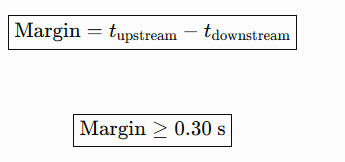 Margin = t_upstream − t_downstream
Margin ≥ 0.30 s